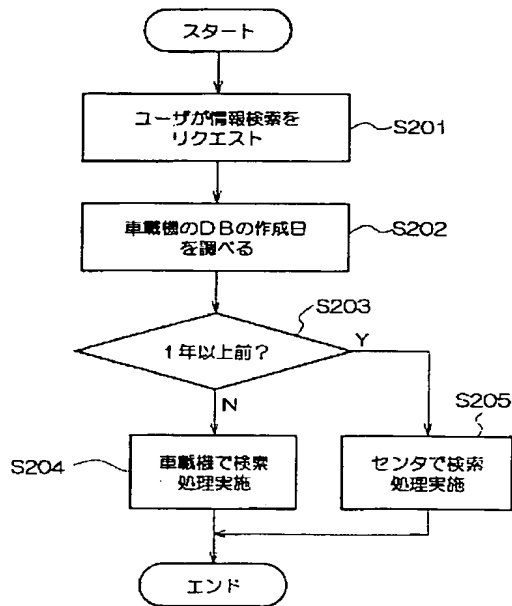 スタート
ユーザが情報検索を
リクエスト
S201
車載機のDBの作成日
を調べる
S202
S203
1年以上前?
Y
N
S204
車載機で検索
処理実施
S205
センタで検索
処理実施
エンド